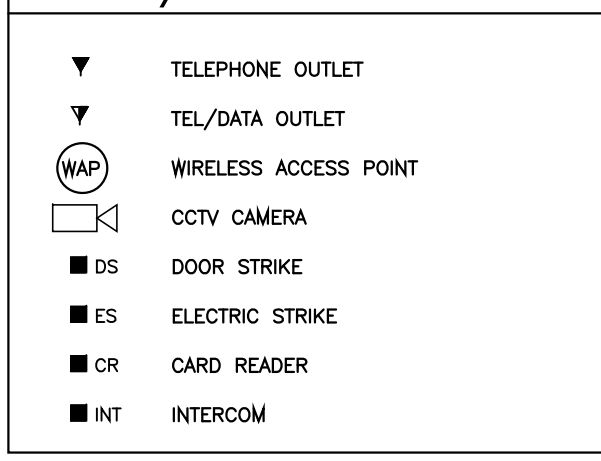 TELEPHONE OUTLET
TEL/DATA OUTLET
WAP WIRELESS ACCESS POINT
CCTV CAMERA
DS DOOR STRIKE
ES ELECTRIC STRIKE
CR CARD READER
INT INTERCOM